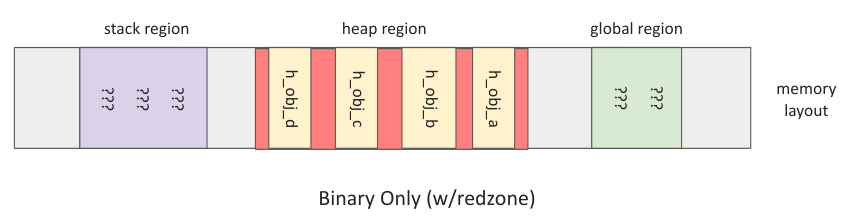 stack region
heap region
global region
???
???
???
h_obj_d
h_obj_c
h_obj_b
h_obj_a
???
???
memory
layout
Binary Only (w/redzone)